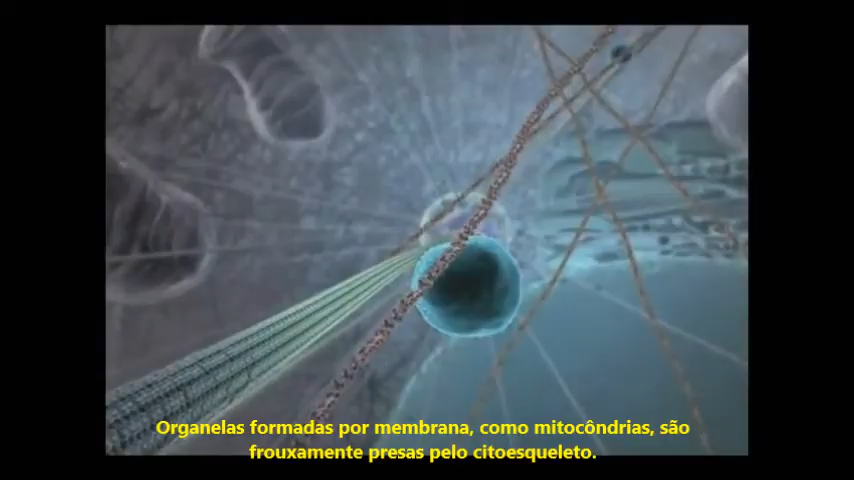 Organelas formadas por membrana, como mitocôndrias, são
frouxamente presas pelo citoesqueleto.